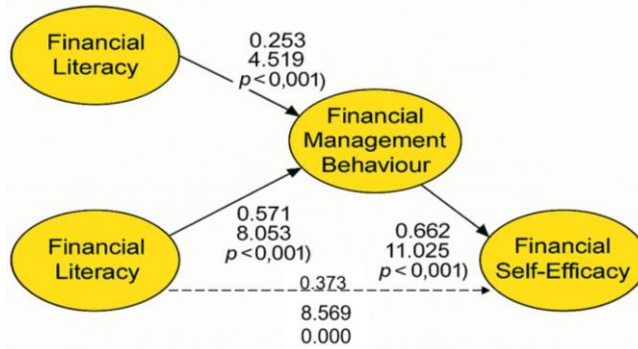 Financial
Literacy
0.253
4.519
p<0,001)
Financial
Management
Behaviour
Financial
Literacy
0.571
8.053
p<0,001)
0.662
11.025
p<0,001)
Financial
Self-Efficacy
0.373
8.569
0.000